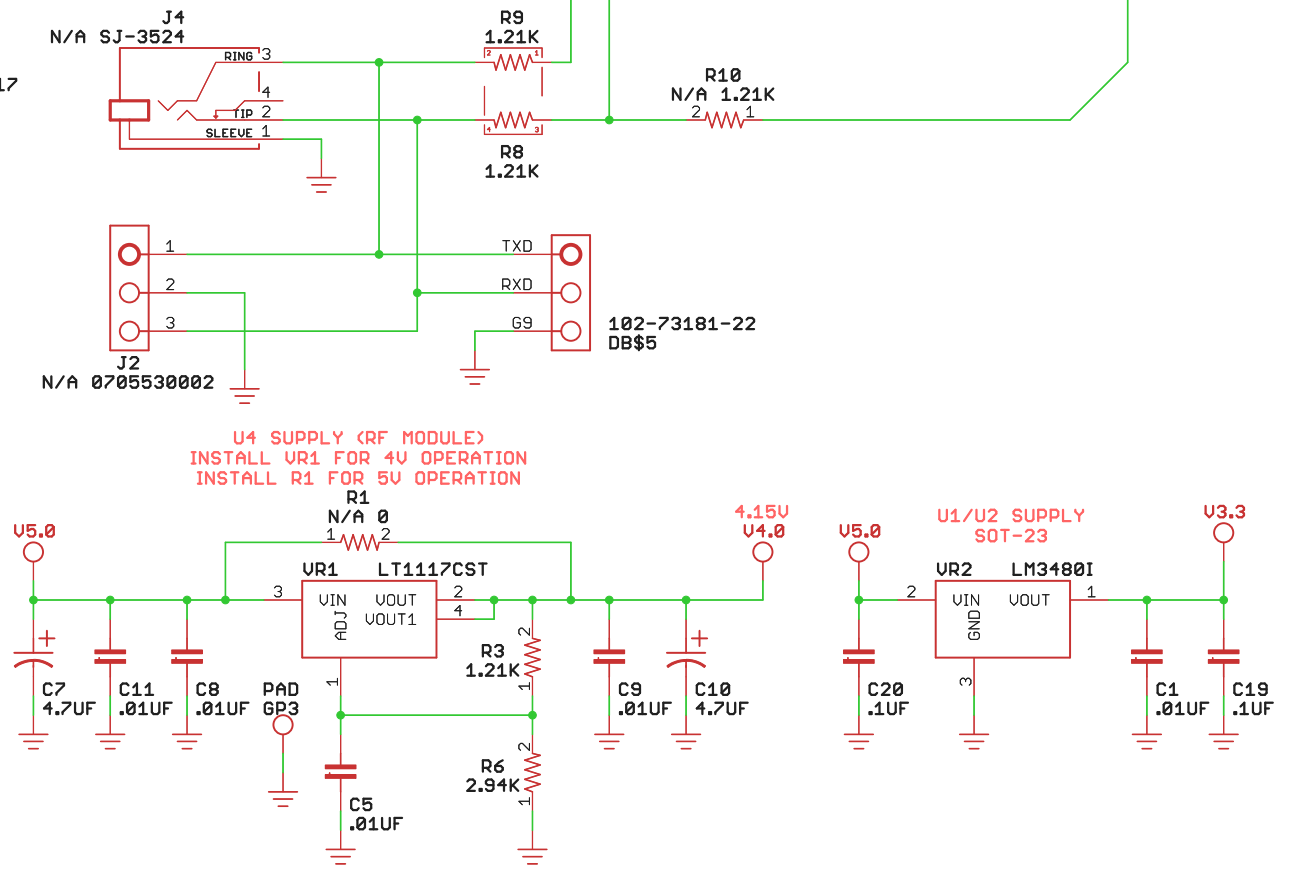 J4
N/A SJ-3524
RING 3
4
TIP 2
SLEEVE 1
17
R9
1.21K
2 1
4 3
R8
1.21K
R10
N/A 1.21K
2 1
1
2
3
J2
N/A 0705530002
TXD
RXD
G9
102-73181-22
DB$5
U4 SUPPLY (RF MODULE)
INSTALL VR1 FOR 4V OPERATION
INSTALL R1 FOR 5V OPERATION
R1
N/A 0
1 2
V5.0
VR1 LT1117CST
3 VIN VOUT 2
VOUT1 4
ADJ
1
4.15V
V4.0
C7
4.7UF
C11
.01UF
C8
.01UF
PAD
GP3
C5
.01UF
2
R3
1.21K
1
2
R6
2.94K
1
C9
.01UF
C10
4.7UF
V5.0
U1/U2 SUPPLY
SOT-23
V3.3
VR2 LM3480I
2 VIN VOUT 1
GND
3
C20
.1UF
C1
.01UF
C19
.1UF